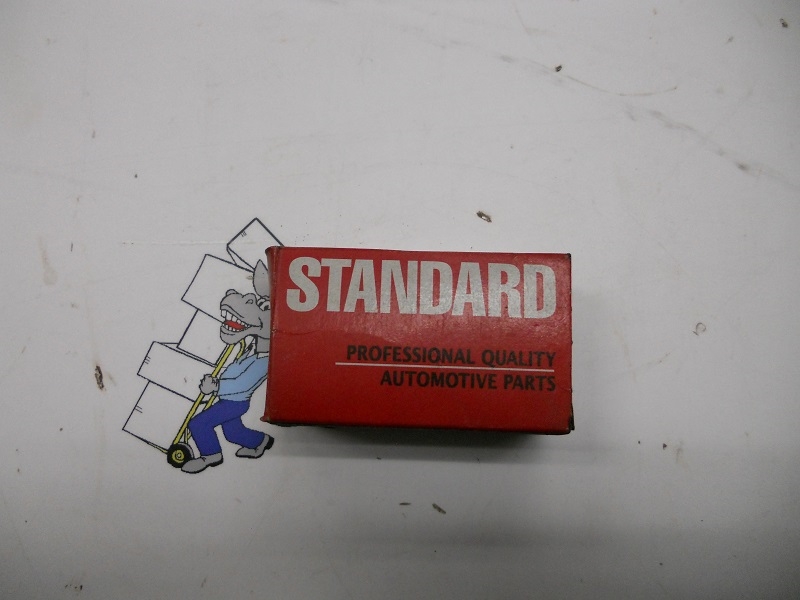 STANDARD
PROFESSIONAL QUALITY
AUTOMOTIVE PARTS